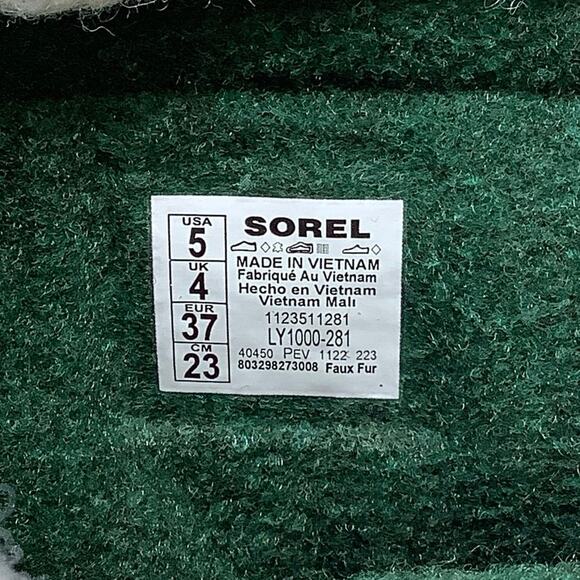 USA
5
UK
4
EUR
37
CM
23
SOREL
MADE IN VIETNAM
Fabriqué Au Vietnam
Hecho en Vietnam
Vietnam Malı
1123511281
LY1000-281
40450 PEV 1122 223
803298273008 Faux Fur